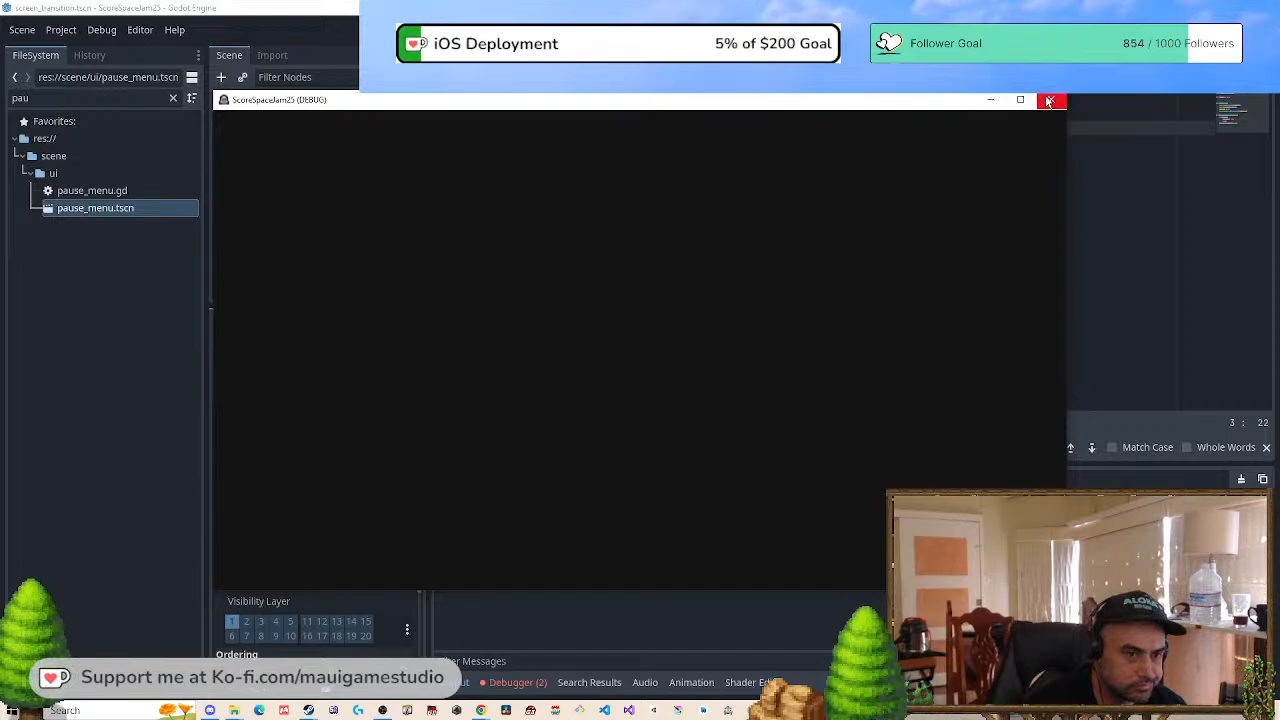 screen_transition.tscn - ScoreSpaceJam25 - Godot Engine
Scene Project Debug Editor Help
iOS Deployment 5% of $200 Goal
Follower Goal 854 / 1000 Followers
FileSystem History
Scene Import
res://scene/ui/pause_menu.tscn
Filter Nodes
pau
ScoreSpaceJam25 (DEBUG)
Favorites:
res://
scene
ui
pause_menu.gd
pause_menu.tscn
3 : 22
Match Case Whole Words
Visibility Layer
1 2 3 4 5 11 12 13 14 15
6 7 8 9 10 16 17 18 19 20
Ordering
Messages
Support me at Ko-fi.com/mauigamestudio
Debugger (2) Search Results Audio Animation
ALOHA